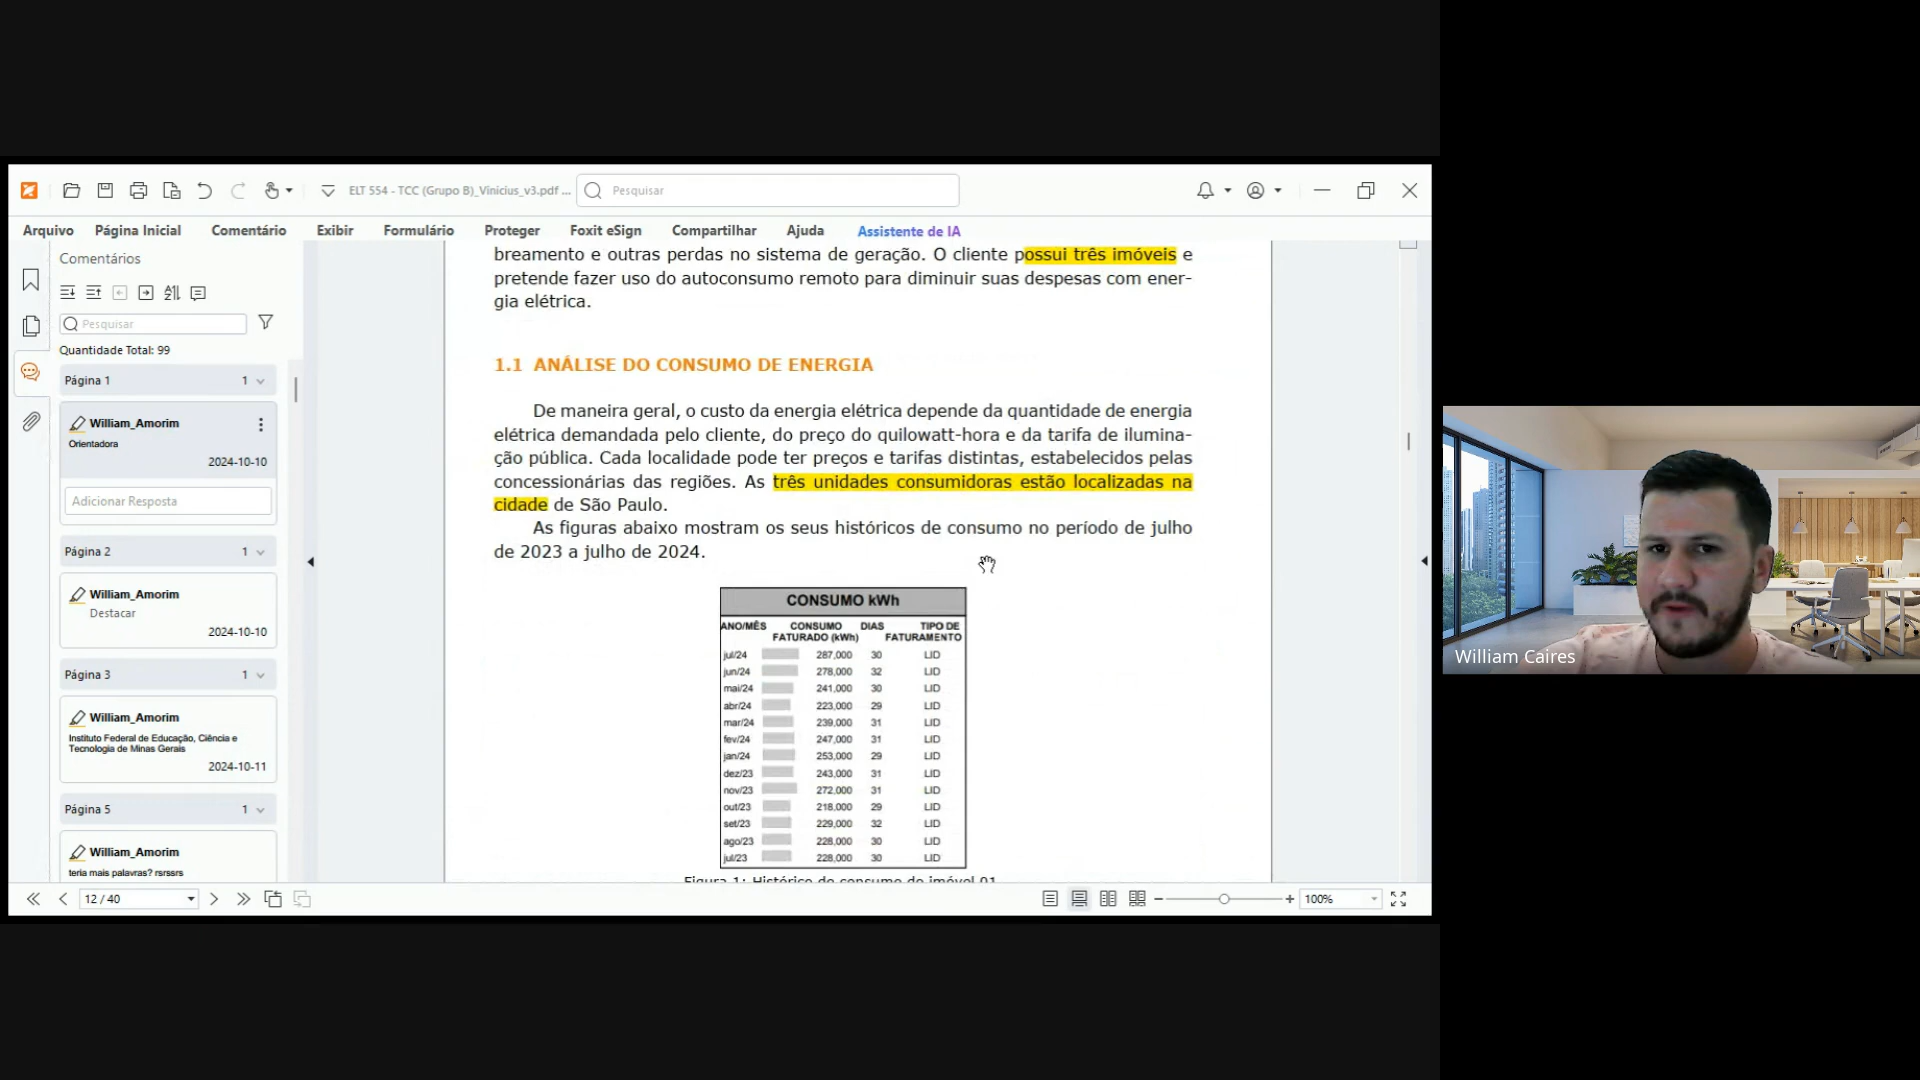 ELT 554 - TCC (Grupo B)_Vinicius_v3.pdf ...
Pesquisar
Arquivo Página Inicial Comentário Exibir Formulário Proteger Foxit eSign Compartilhar Ajuda Assistente de IA
Comentários
Pesquisar
Quantidade Total: 99
Página 1 1
William_Amorim
Orientadora
2024-10-10
Adicionar Resposta
Página 2 1
William_Amorim
Destacar
2024-10-10
Página 3 1
William_Amorim
Instituto Federal de Educação, Ciência e
Tecnologia de Minas Gerais
2024-10-11
Página 5 1
William_Amorim
teria mais palavras? rsrssrs
breamento e outras perdas no sistema de geração. O cliente possui três imóveis e
pretende fazer uso do autoconsumo remoto para diminuir suas despesas com ener-
gia elétrica.
1.1 ANÁLISE DO CONSUMO DE ENERGIA
De maneira geral, o custo da energia elétrica depende da quantidade de energia
elétrica demandada pelo cliente, do preço do quilowatt-hora e da tarifa de ilumina-
ção pública. Cada localidade pode ter preços e tarifas distintas, estabelecidos pelas
concessionárias das regiões. As três unidades consumidoras estão localizadas na
cidade de São Paulo.
As figuras abaixo mostram os seus históricos de consumo no período de julho
de 2023 a julho de 2024.
CONSUMO kWh
ANO/MÊS CONSUMO DIAS TIPO DE
FATURADO (kWh) FATURAMENTO
jul/24 287,000 30 LID
jun/24 278,000 32 LID
mai/24 241,000 30 LID
abr/24 223,000 29 LID
mar/24 239,000 31 LID
fev/24 247,000 31 LID
jan/24 253,000 29 LID
dez/23 243,000 31 LID
nov/23 272,000 31 LID
out/23 218,000 29 LID
set/23 229,000 32 LID
ago/23 228,000 30 LID
jul/23 228,000 30 LID
Figura 1: Histórico de consumo do imóvel 01
12 / 40
100%
William Caires